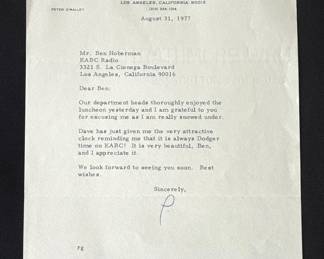 LOS ANGELES, CALIFORNIA 90012
PETER O'MALLEY
August 31, 1977
Mr. Ben Hoberman
KABC Radio
3321 S. La Cienega Boulevard
Los Angeles, California 90016
Dear Ben:
Our department heads thoroughly enjoyed the
luncheon yesterday and I am grateful to you
for excusing me as I am really snowed under.
Dave has just given me the very attractive
clock reminding me that it is always Dodger
time on KABC! It is very beautiful, Ben,
and I appreciate it.
We look forward to seeing you soon. Best
wishes.
Sincerely,
P